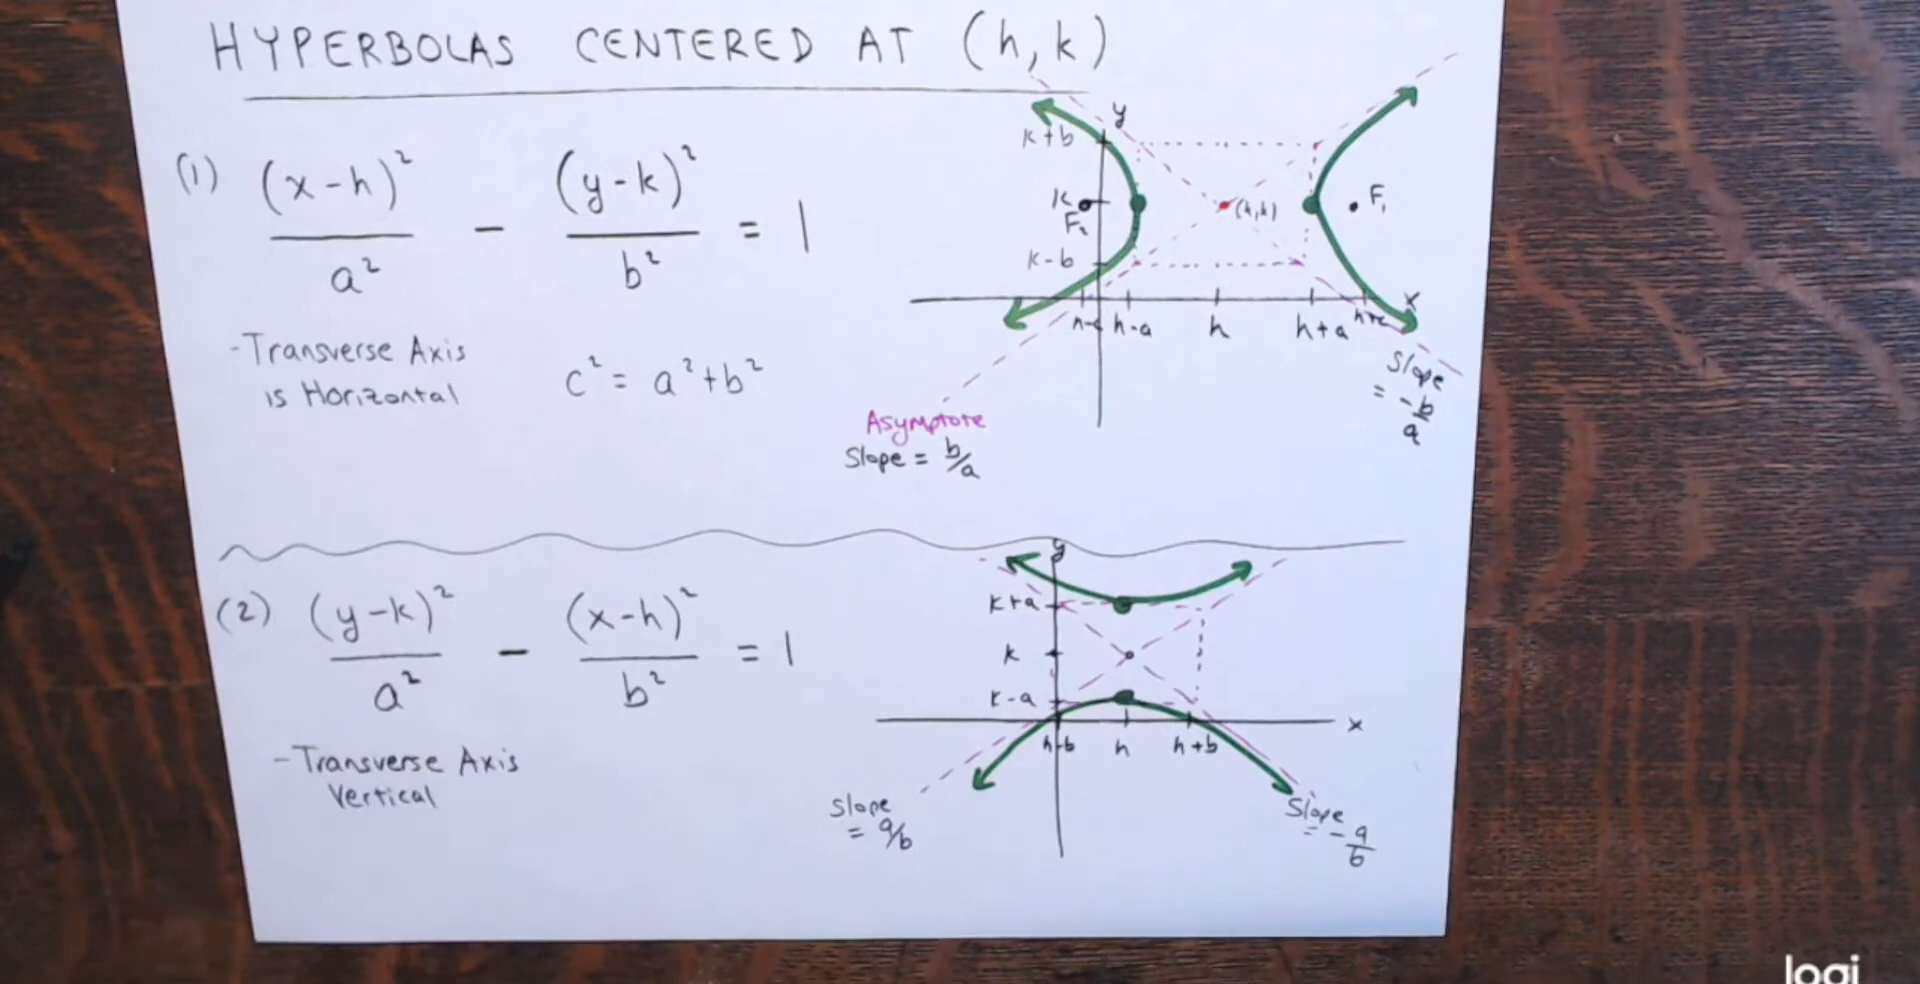 HYPERBOLAS CENTERED AT (h,k)
(1) (x-h)²/a² - (y-k)²/b² = 1
-Transverse Axis
is Horizontal
c² = a²+b²
y
k+b
k
F₂
k-b
(h,k)
F₁
x
h-c h-a h h+a h+c
Asymptote
Slope = b/a
Slope
= -b/a
(2) (y-k)²/a² - (x-h)²/b² = 1
-Transverse Axis
Vertical
y
k+a
k
k-a
x
h-b h h+b
Slope
= a/b
Slope
= -a/b
logi